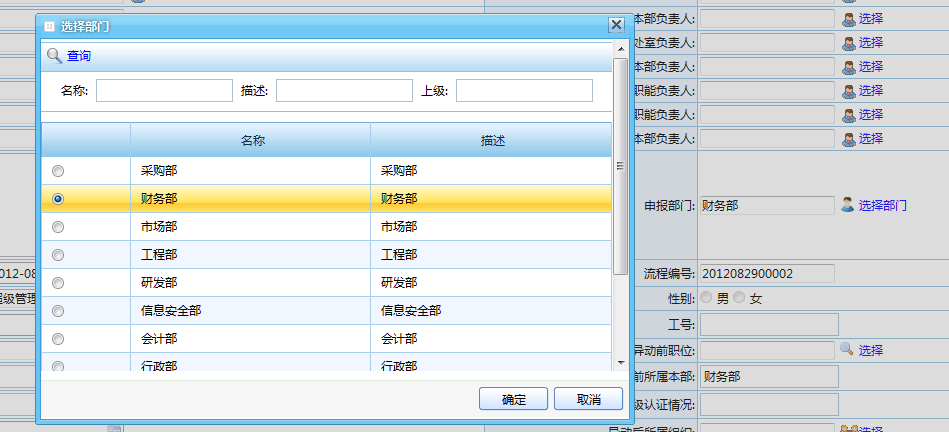 选择部门
查询
名称: 描述: 上级:
名称 描述
采购部 采购部
财务部 财务部
市场部 市场部
工程部 工程部
研发部 研发部
信息安全部 信息安全部
会计部 会计部
行政部 行政部
确定 取消
本部负责人: 选择
处室负责人: 选择
本部负责人: 选择
职能负责人: 选择
职能负责人: 选择
本部负责人: 选择
申报部门: 财务部 选择部门
012-08
流程编号: 2012082900002
超级管理
性别: 男 女
工号:
异动前职位: 选择
前所属本部: 财务部
级认证情况:
异动后所属组织: 选择